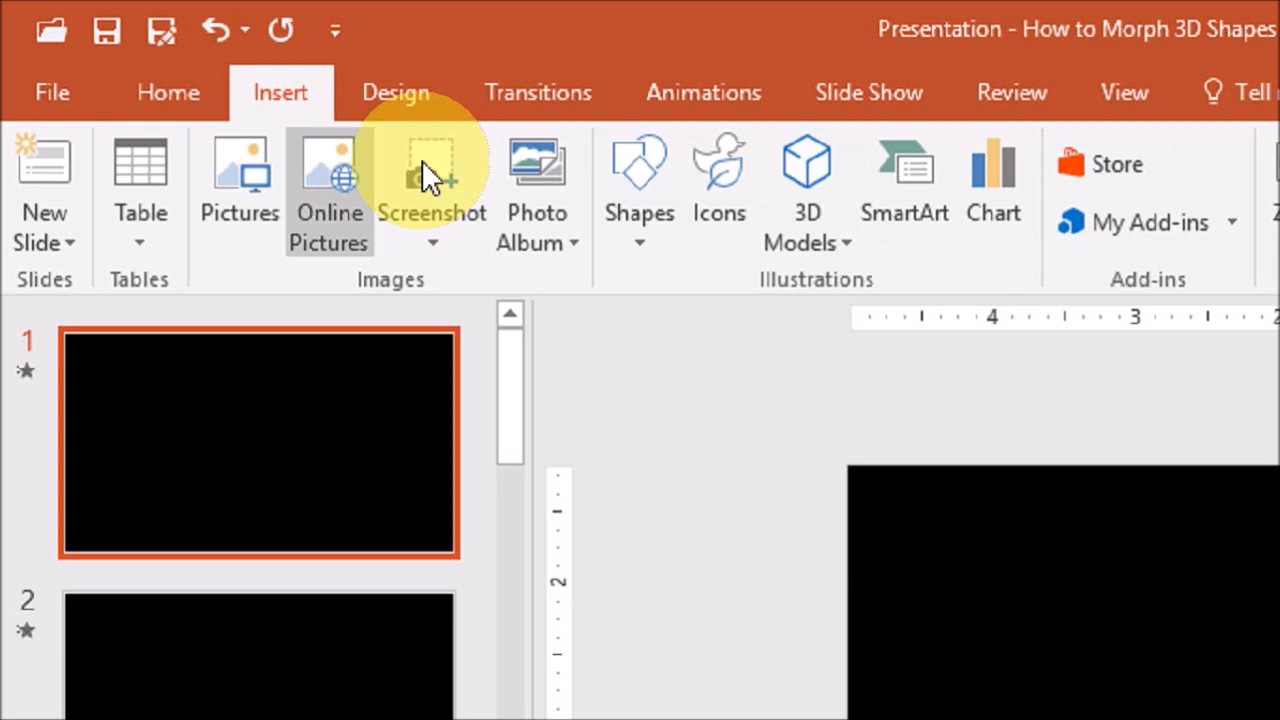 Presentation - How to Morph 3D Shapes
File Home Insert Design Transitions Animations Slide Show Review View Tell
New Slide
Table
Pictures
Online Pictures
Screenshot
Photo Album
Shapes
Icons
3D Models
SmartArt
Chart
Store
My Add-ins
Slides Tables Images Illustrations Add-ins
1
4 3
2
2